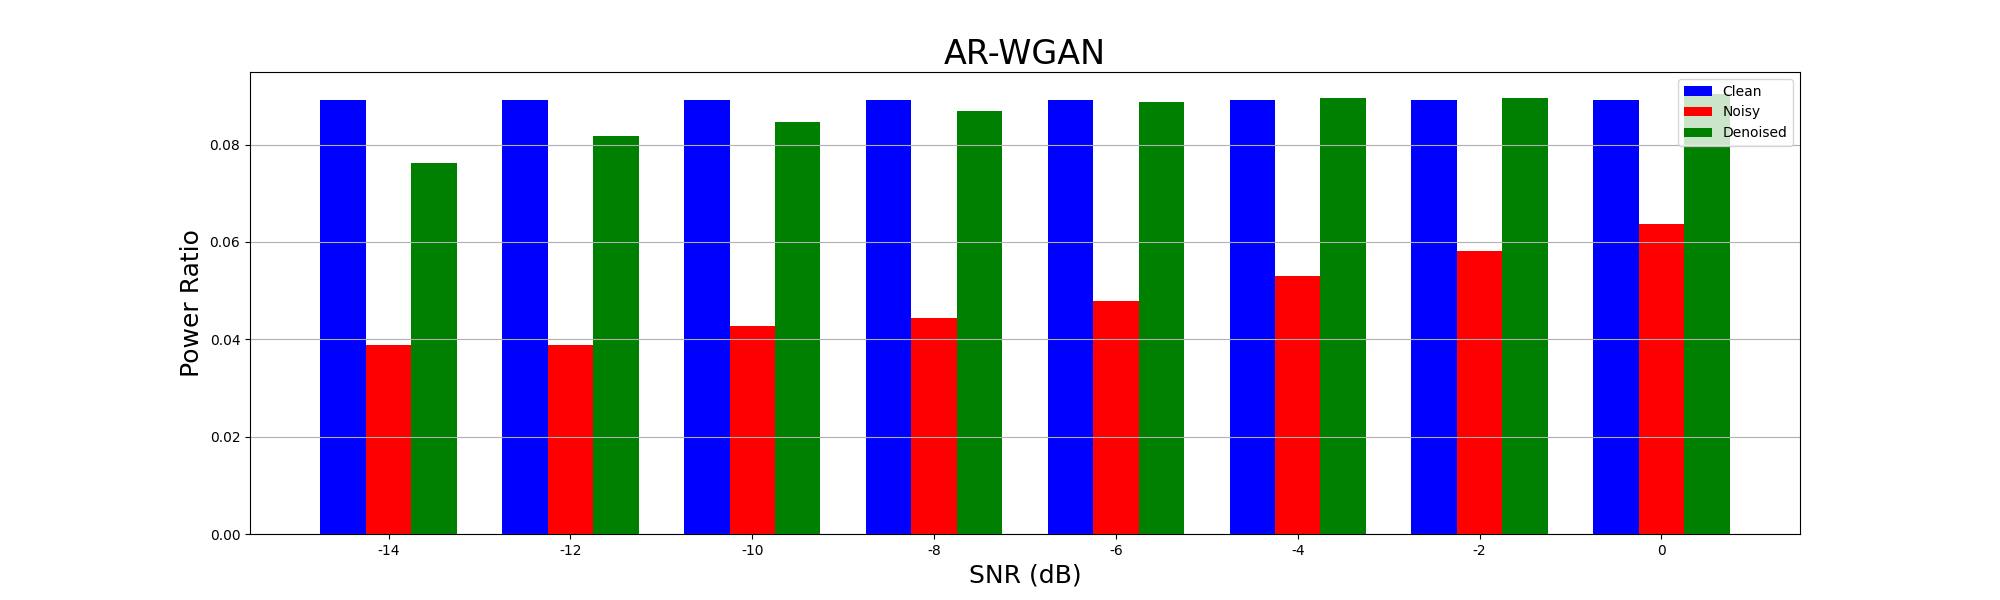 AR-WGAN
Clean
Noisy
Denoised
Power Ratio
0.08
0.06
0.04
0.02
0.00
-14 -12 -10 -8 -6 -4 -2 0
SNR (dB)